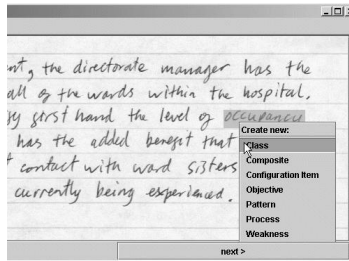 nt, the directorate manager has the
all of the wards within the hospital.
first hand the level of occupancy
has the added benefit that
contact with ward sisters
currently being experienced.
Create new:
Class
Composite
Configuration Item
Objective
Pattern
Process
Weakness
next >